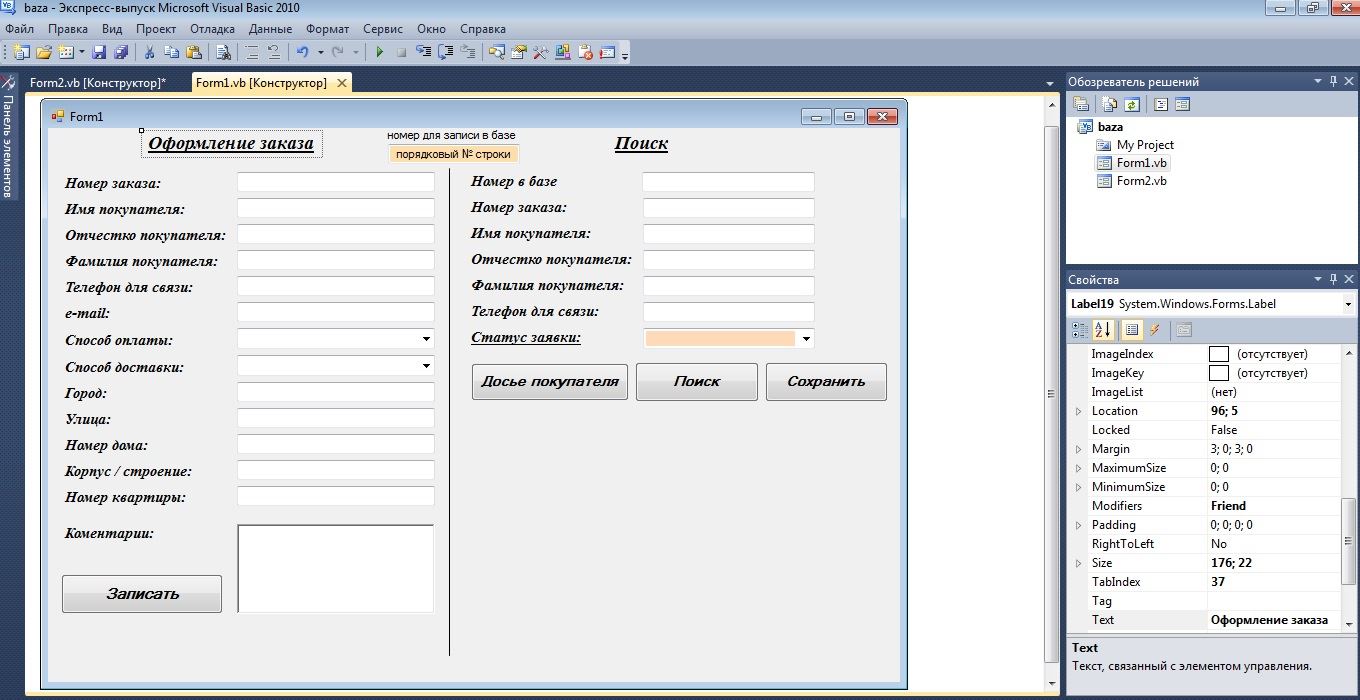 baza - Экспресс-выпуск Microsoft Visual Basic 2010
Файл Правка Вид Проект Отладка Данные Формат Сервис Окно Справка
Панель элементов
Form2.vb [Конструктор]* Form1.vb [Конструктор]
Form1
Оформление заказа
номер для записи в базе
порядковый № строки
Поиск
Номер заказа:
Имя покупателя:
Отчестко покупателя:
Фамилия покупателя:
Телефон для связи:
e-mail:
Способ оплаты:
Способ доставки:
Город:
Улица:
Номер дома:
Корпус / строение:
Номер квартиры:
Коментарии:
Записать
Номер в базе
Номер заказа:
Имя покупателя:
Отчестко покупателя:
Фамилия покупателя:
Телефон для связи:
Статус заявки:
Досье покупателя Поиск Сохранить
Обозреватель решений
baza
My Project
Form1.vb
Form2.vb
Свойства
Label19 System.Windows.Forms.Label
ImageIndex (отсутствует)
ImageKey (отсутствует)
ImageList (нет)
Location 96; 5
Locked False
Margin 3; 0; 3; 0
MaximumSize 0; 0
MinimumSize 0; 0
Modifiers Friend
Padding 0; 0; 0; 0
RightToLeft No
Size 176; 22
TabIndex 37
Tag
Text Оформление заказа
Text
Текст, связанный с элементом управления.